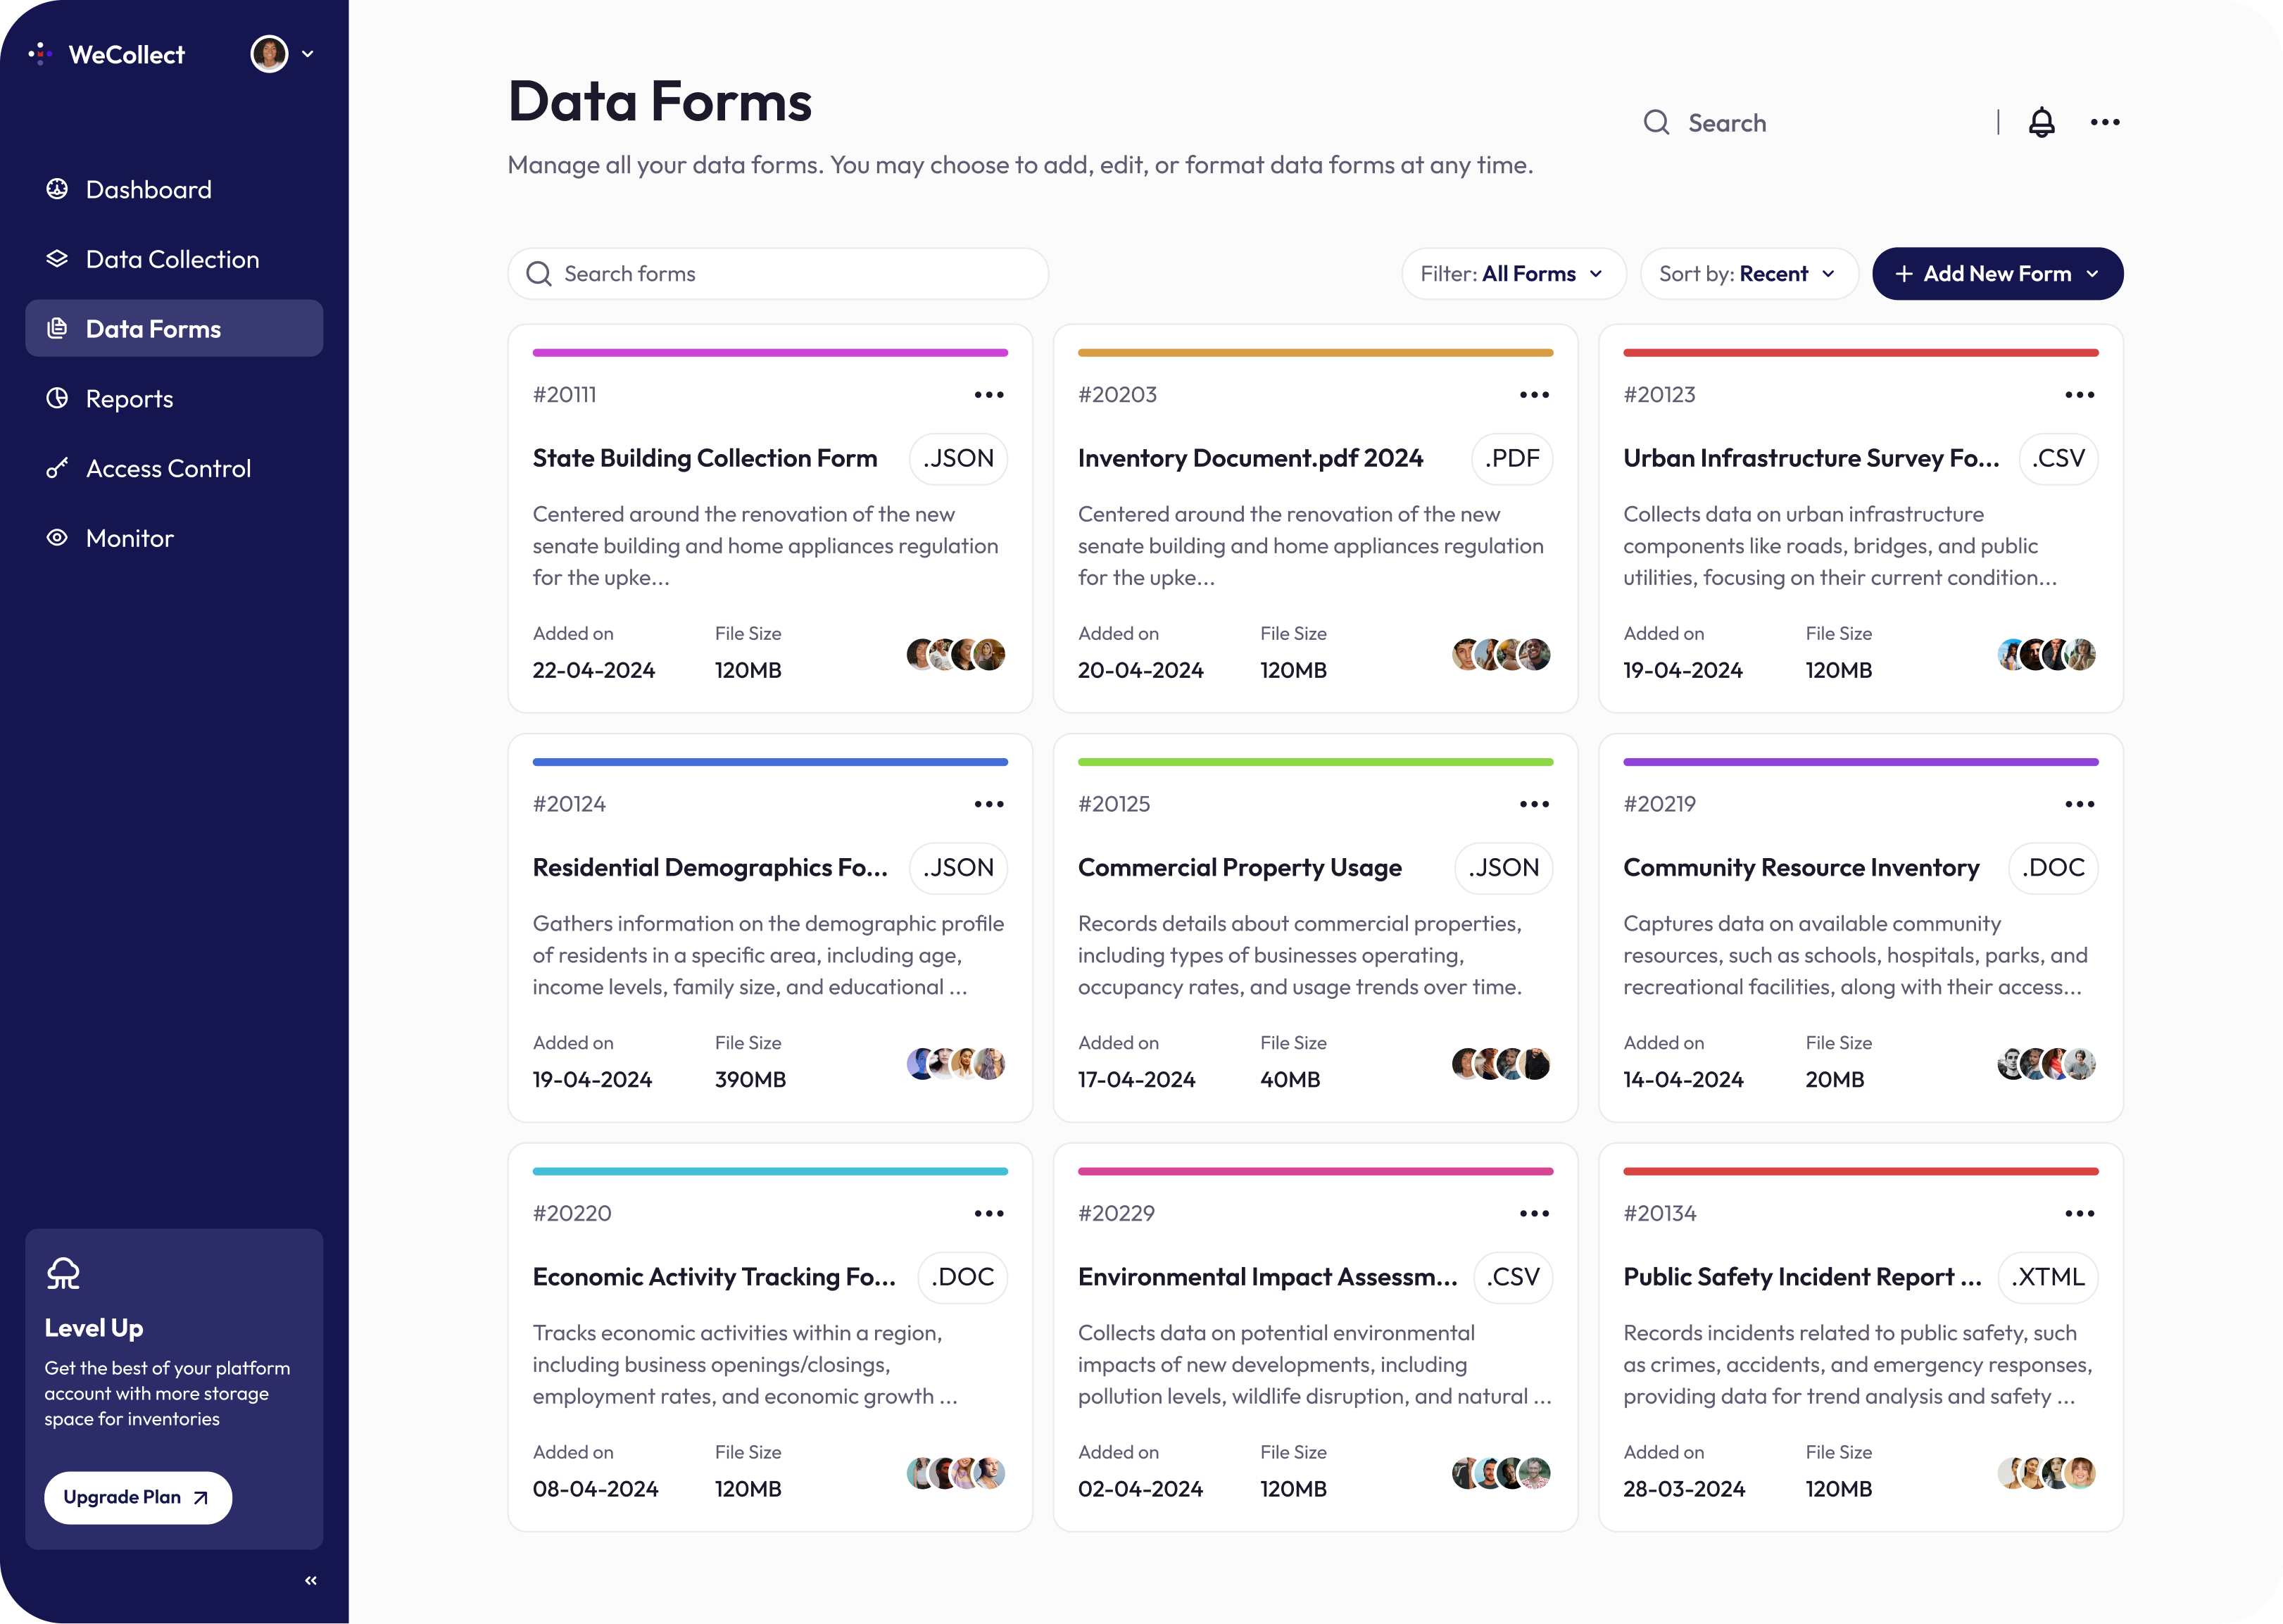 WeCollect
Dashboard
Data Collection
Data Forms
Reports
Access Control
Monitor
Level Up
Get the best of your platform
account with more storage
space for inventories
Upgrade Plan
Data Forms
Manage all your data forms. You may choose to add, edit, or format data forms at any time.
Search
Search forms
Filter: All Forms
Sort by: Recent
+ Add New Form
#20111
State Building Collection Form
.JSON
Centered around the renovation of the new
senate building and home appliances regulation
for the upke...
Added on
File Size
22-04-2024
120MB
#20203
Inventory Document.pdf 2024
.PDF
Centered around the renovation of the new
senate building and home appliances regulation
for the upke...
Added on
File Size
20-04-2024
120MB
#20123
Urban Infrastructure Survey Fo...
.CSV
Collects data on urban infrastructure
components like roads, bridges, and public
utilities, focusing on their current condition...
Added on
File Size
19-04-2024
120MB
#20124
Residential Demographics Fo...
.JSON
Gathers information on the demographic profile
of residents in a specific area, including age,
income levels, family size, and educational ...
Added on
File Size
19-04-2024
390MB
#20125
Commercial Property Usage
.JSON
Records details about commercial properties,
including types of businesses operating,
occupancy rates, and usage trends over time.
Added on
File Size
17-04-2024
40MB
#20219
Community Resource Inventory
.DOC
Captures data on available community
resources, such as schools, hospitals, parks, and
recreational facilities, along with their access...
Added on
File Size
14-04-2024
20MB
#20220
Economic Activity Tracking Fo...
.DOC
Tracks economic activities within a region,
including business openings/closings,
employment rates, and economic growth ...
Added on
File Size
08-04-2024
120MB
#20229
Environmental Impact Assessm...
.CSV
Collects data on potential environmental
impacts of new developments, including
pollution levels, wildlife disruption, and natural ...
Added on
File Size
02-04-2024
120MB
#20134
Public Safety Incident Report ...
.XTML
Records incidents related to public safety, such
as crimes, accidents, and emergency responses,
providing data for trend analysis and safety ...
Added on
File Size
28-03-2024
120MB